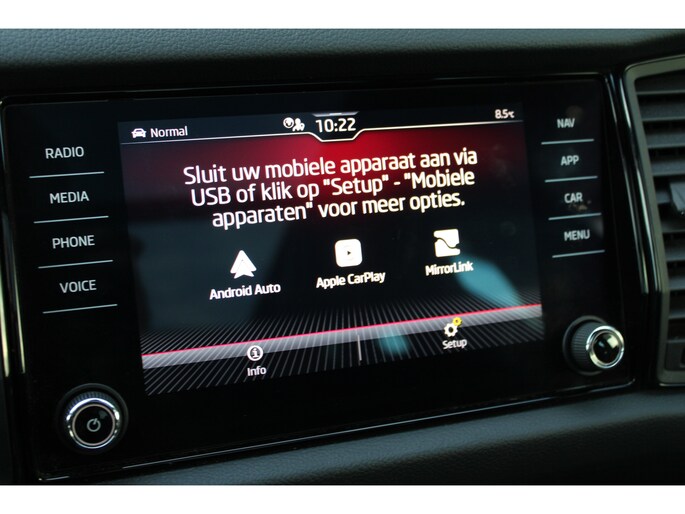 Normal
10:22
8.5°C
RADIO
MEDIA
PHONE
VOICE
Sluit uw mobiele apparaat aan via
USB of klik op "Setup" - "Mobiele
apparaten" voor meer opties.
Android Auto
Apple CarPlay
MirrorLink
Info
Setup
NAV
APP
CAR
MENU